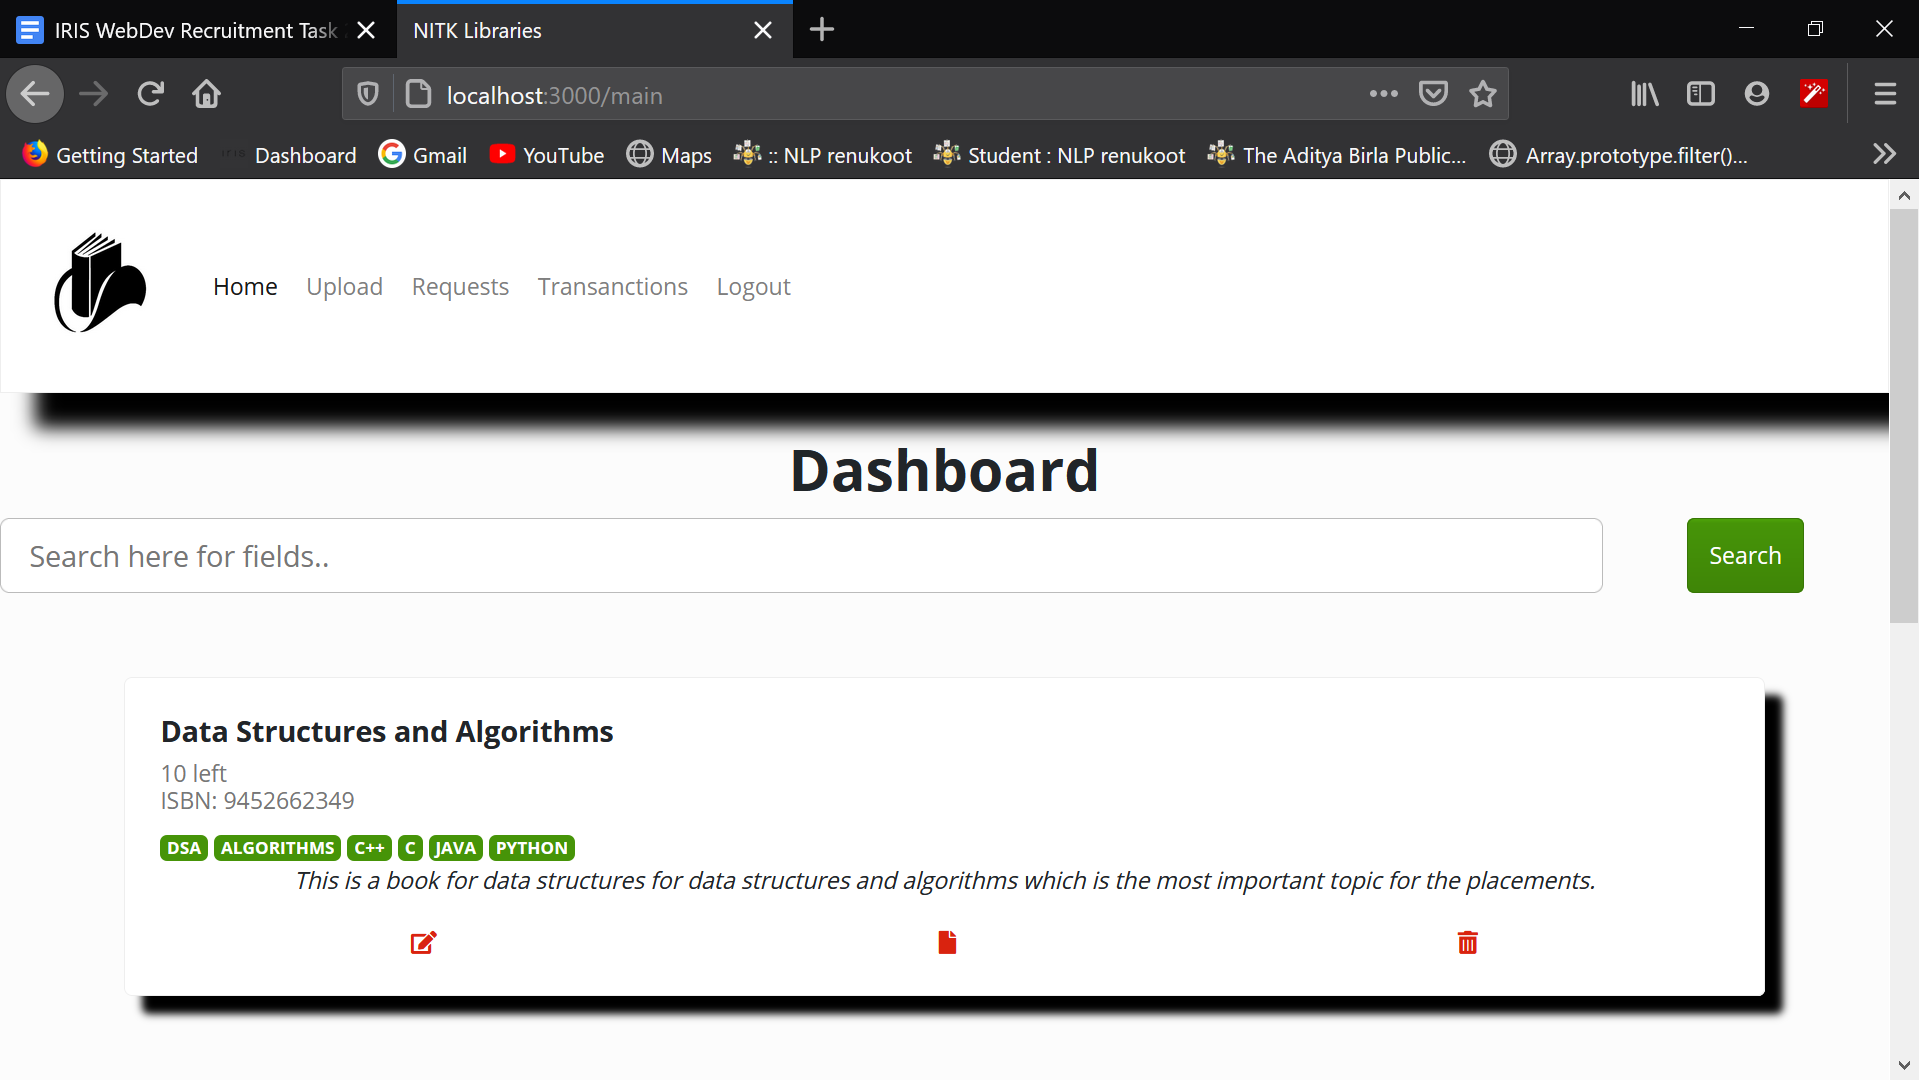 IRIS WebDev Recruitment Task
NITK Libraries
localhost:3000/main
Getting Started
Dashboard
Gmail
YouTube
Maps
:: NLP renukoot
Student : NLP renukoot
The Aditya Birla Public...
Array.prototype.filter()...
Home
Upload
Requests
Transanctions
Logout
Dashboard
Search here for fields..
Search
Data Structures and Algorithms
10 left
ISBN: 9452662349
DSA ALGORITHMS C++ C JAVA PYTHON
This is a book for data structures for data structures and algorithms which is the most important topic for the placements.